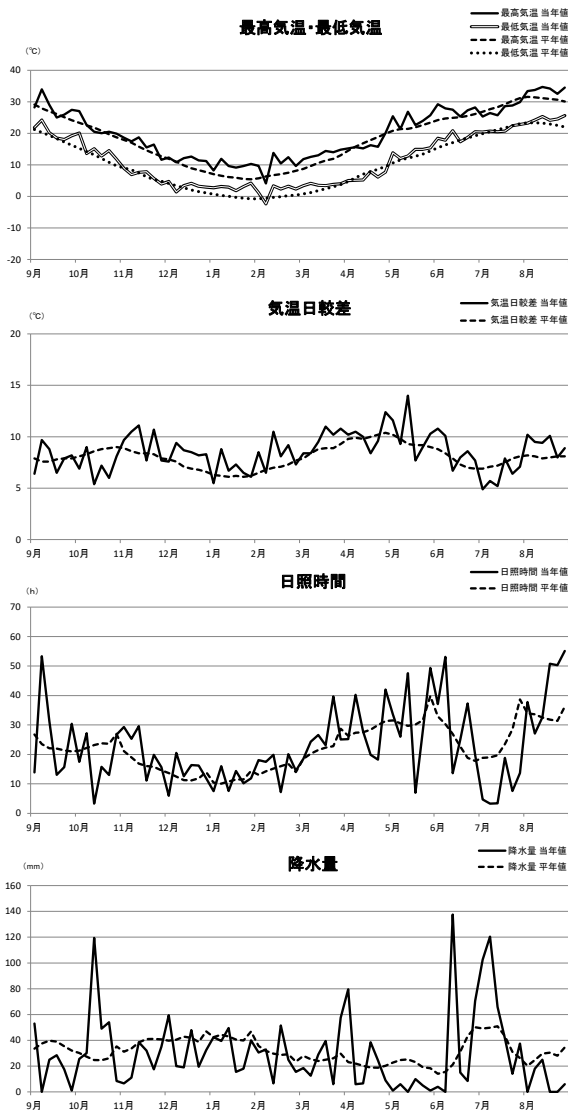 最高気温・最低気温
最高気温 当年値
最低気温 当年値
最高気温 平年値
最低気温 平年値
(℃)
40
30
20
10
0
-10
-20
9月 10月 11月 12月 1月 2月 3月 4月 5月 6月 7月 8月
気温日較差
気温日較差 当年値
気温日較差 平年値
(℃)
20
15
10
5
0
9月 10月 11月 12月 1月 2月 3月 4月 5月 6月 7月 8月
日照時間
日照時間 当年値
日照時間 平年値
(h)
70
60
50
40
30
20
10
0
9月 10月 11月 12月 1月 2月 3月 4月 5月 6月 7月 8月
降水量
降水量 当年値
降水量 平年値
(mm)
160
140
120
100
80
60
40
20
0
9月 10月 11月 12月 1月 2月 3月 4月 5月 6月 7月 8月